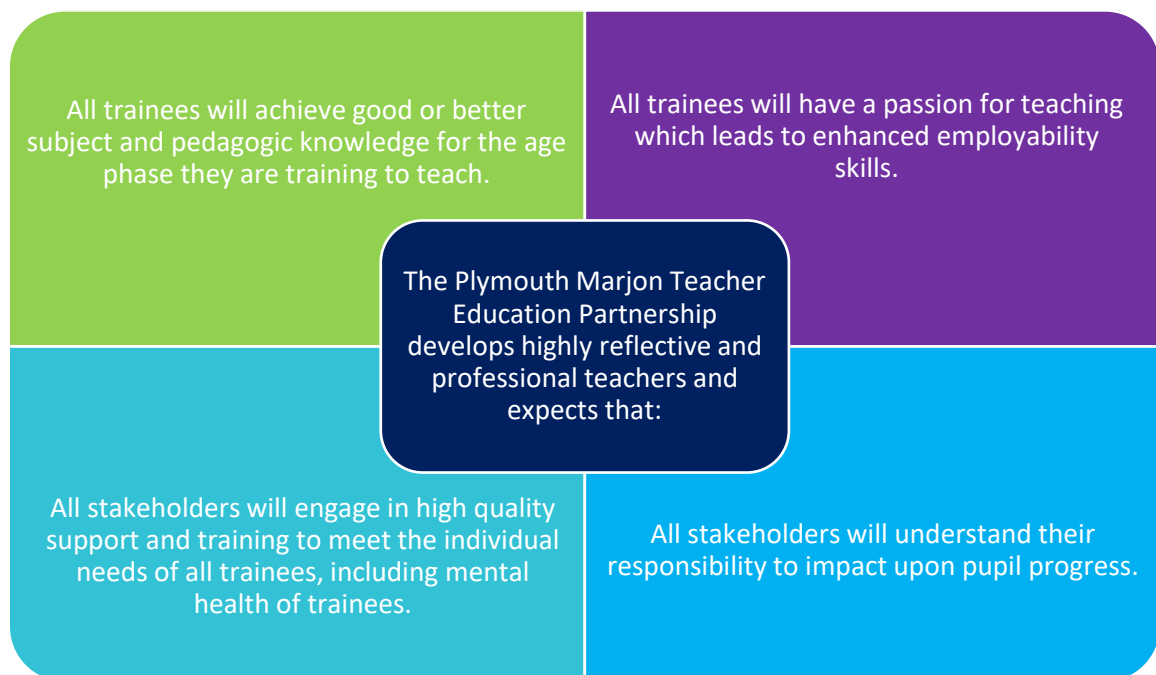 All trainees will achieve good or better
subject and pedagogic knowledge for the age
phase they are training to teach.
All trainees will have a passion for teaching
which leads to enhanced employability
skills.
The Plymouth Marjon Teacher
Education Partnership
develops highly reflective and
professional teachers and
expects that:
All stakeholders will engage in high quality
support and training to meet the individual
needs of all trainees, including mental
health of trainees.
All stakeholders will understand their
responsibility to impact upon pupil progress.